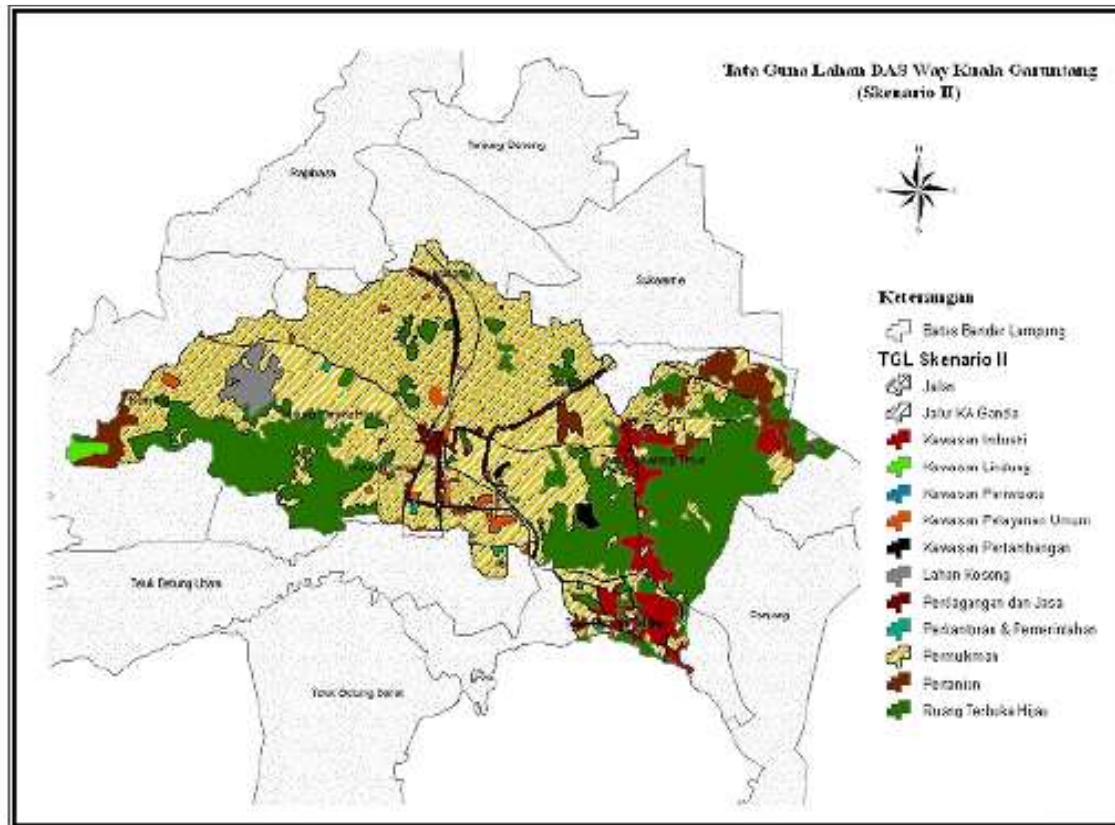 Tata Guna Lahan DAS Way Kuala Garuntang
(Skenario II)
Tanjung Seneng
Rajabasa
Sukarame
Keterangan
Batas Bandar Lampung
TGL Skenario II
Jalan
Jalur KA Ganda
Kawasan Industri
Kawasan Lindung
Kawasan Pariwisata
Kawasan Pelayanan Umum
Kawasan Pertambangan
Lahan Kosong
Perdagangan dan Jasa
Perkantoran & Pemerintahan
Permukiman
Pertanian
Ruang Terbuka Hijau
Teluk Betung Utara
Panjang
Teluk Betung Barat